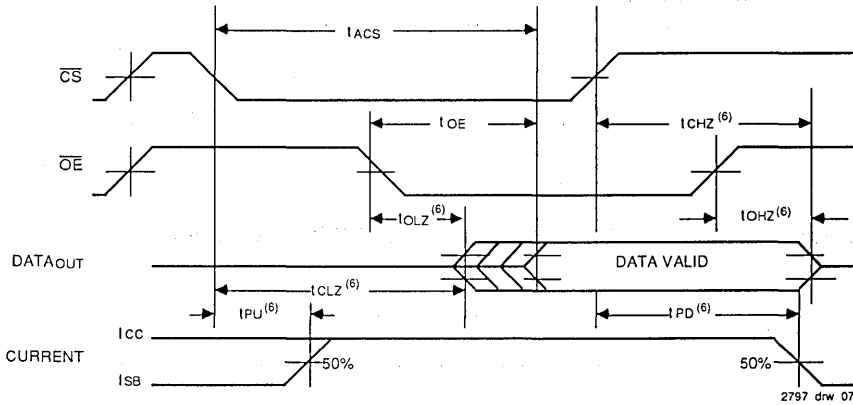 tACS
CS
tOE
tCHZ (6)
OE
tOLZ (6)
tOHZ (6)
DATAOUT
DATA VALID
tCLZ (6)
tPU (6)
tPD (6)
ICC
CURRENT
50%
50%
ISB
2797 drw 07